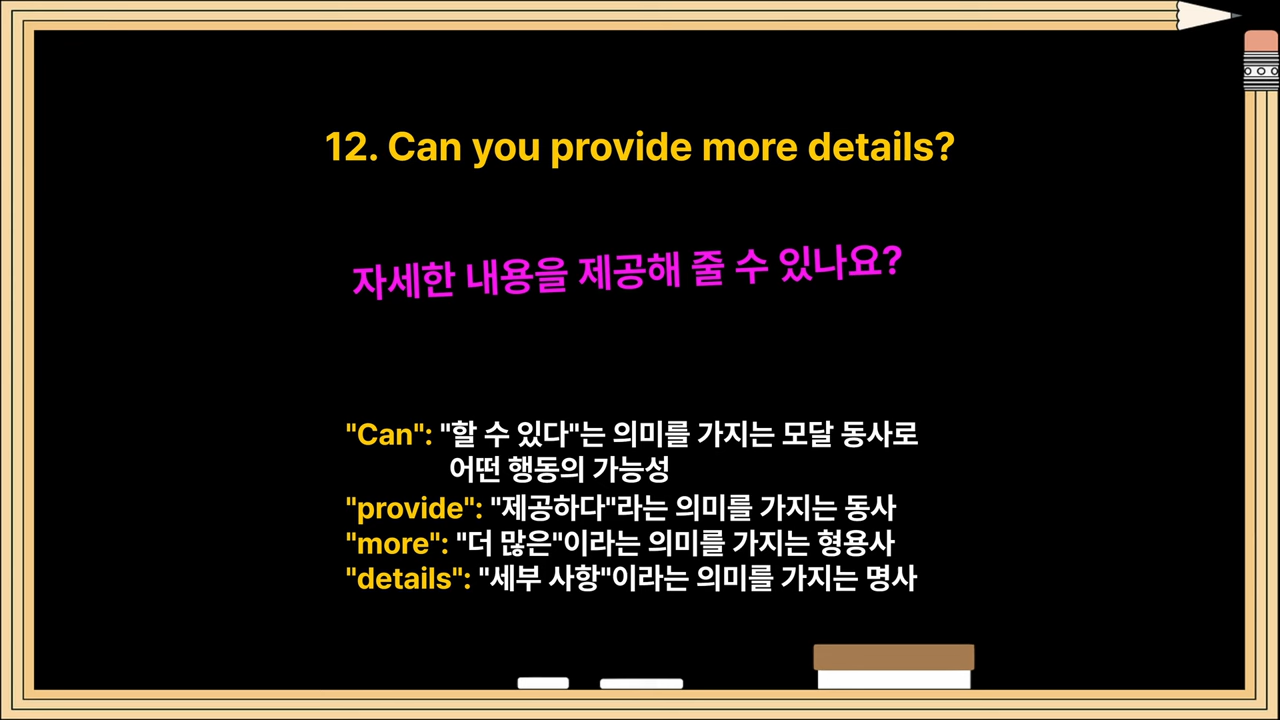 12. Can you provide more details?
자세한 내용을 제공해 줄 수 있나요?
"Can": "할 수 있다"는 의미를 가지는 모달 동사로
어떤 행동의 가능성
"provide": "제공하다"라는 의미를 가지는 동사
"more": "더 많은"이라는 의미를 가지는 형용사
"details": "세부 사항"이라는 의미를 가지는 명사